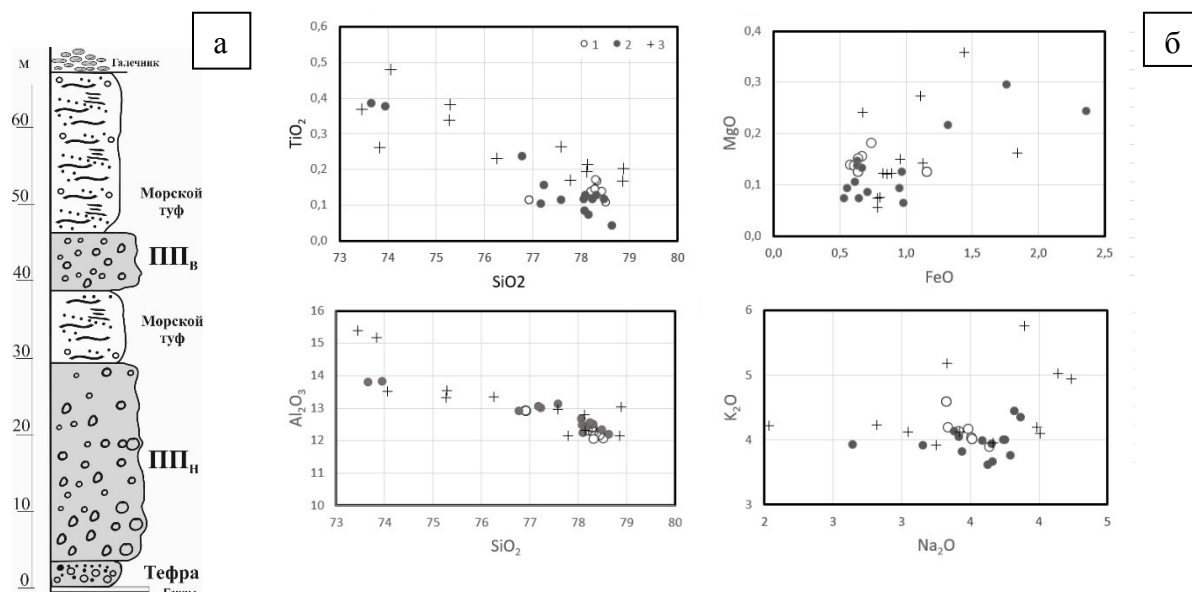 а
м
Галечник
60
Морской
туф
50
ПП_В
40
Морской
туф
30
20
ПП_Н
10
Тефра
0
б
TiO2
0,6
0,5
0,4
0,3
0,2
0,1
0,0
1 2 3
73 74 75 76 77 78 79 80
SiO2
MgO
0,4
0,3
0,2
0,1
0,0
0,0 0,5 1,0 1,5 2,0 2,5
FeO
Al2O3
16
15
14
13
12
11
10
73 74 75 76 77 78 79 80
SiO2
K2O
6
5
4
3
2 3 3 4 4 5
Na2O